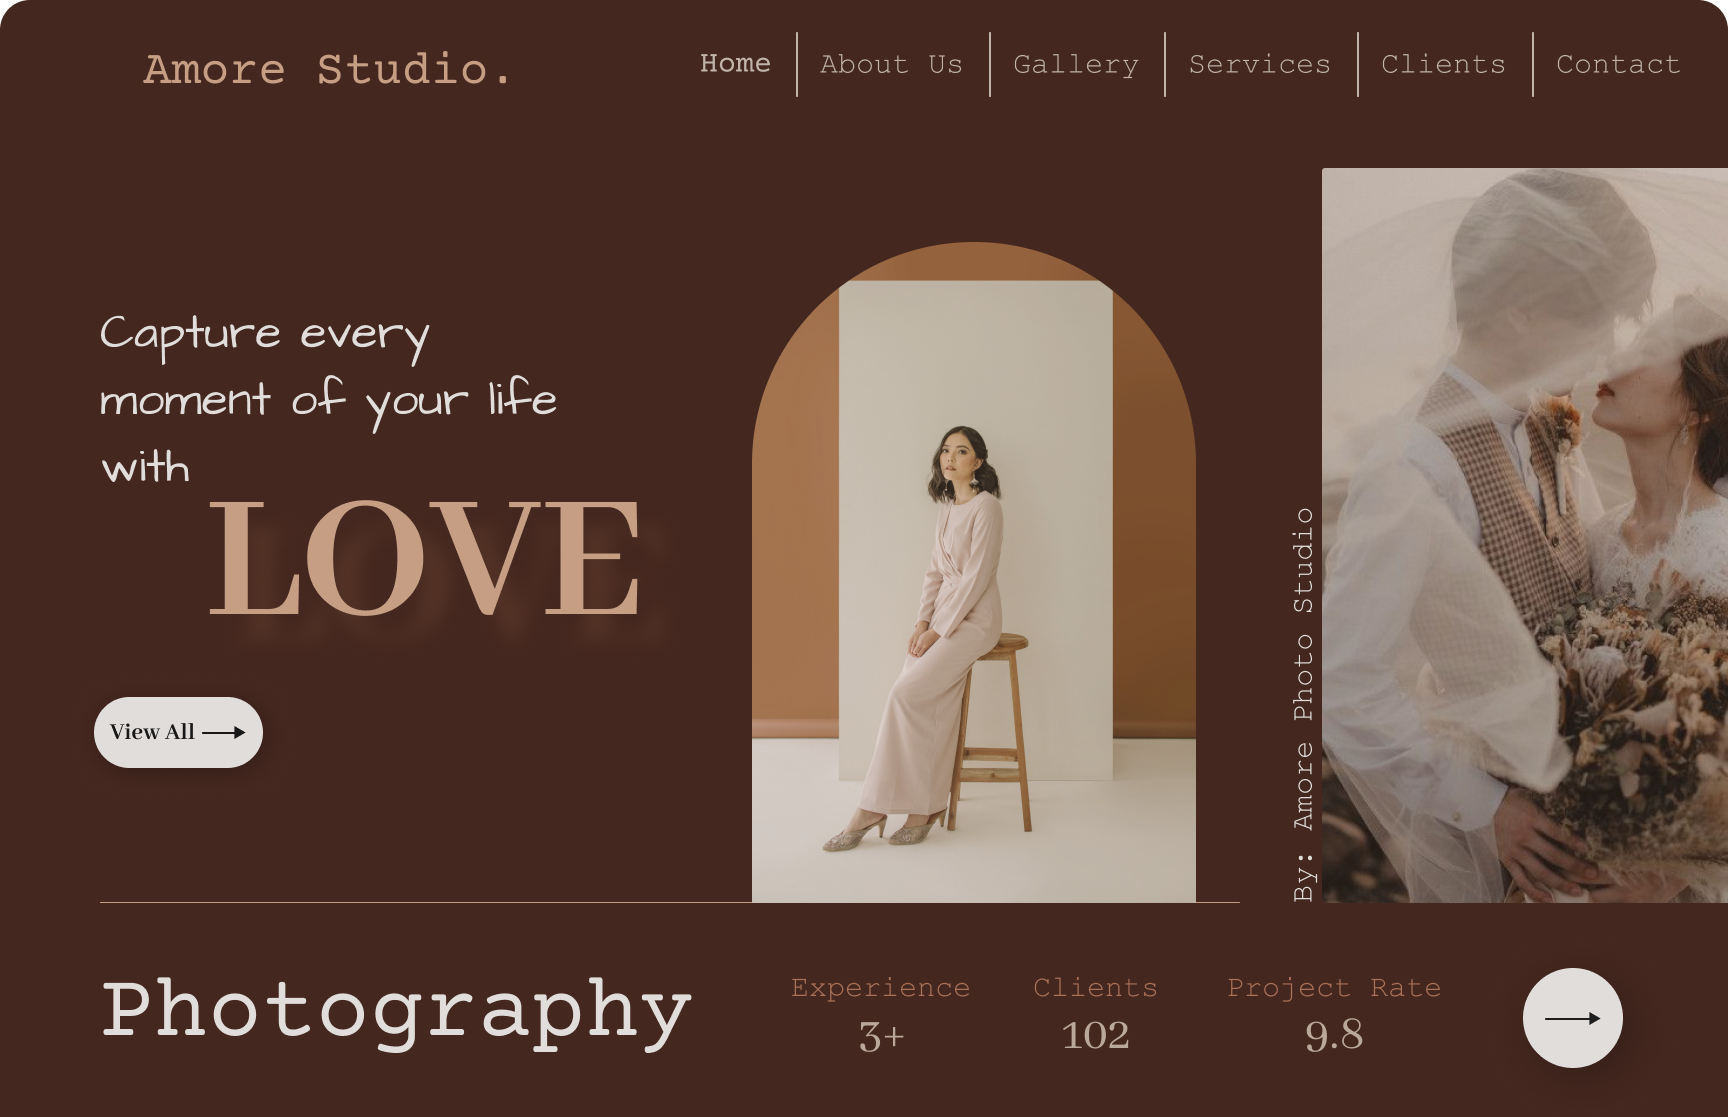 Amore Studio.
Home
About Us
Gallery
Services
Clients
Contact
Capture every
moment of your life
with
LOVE
View All
By: Amore Photo Studio
Photography
Experience
3+
Clients
102
Project Rate
9.8